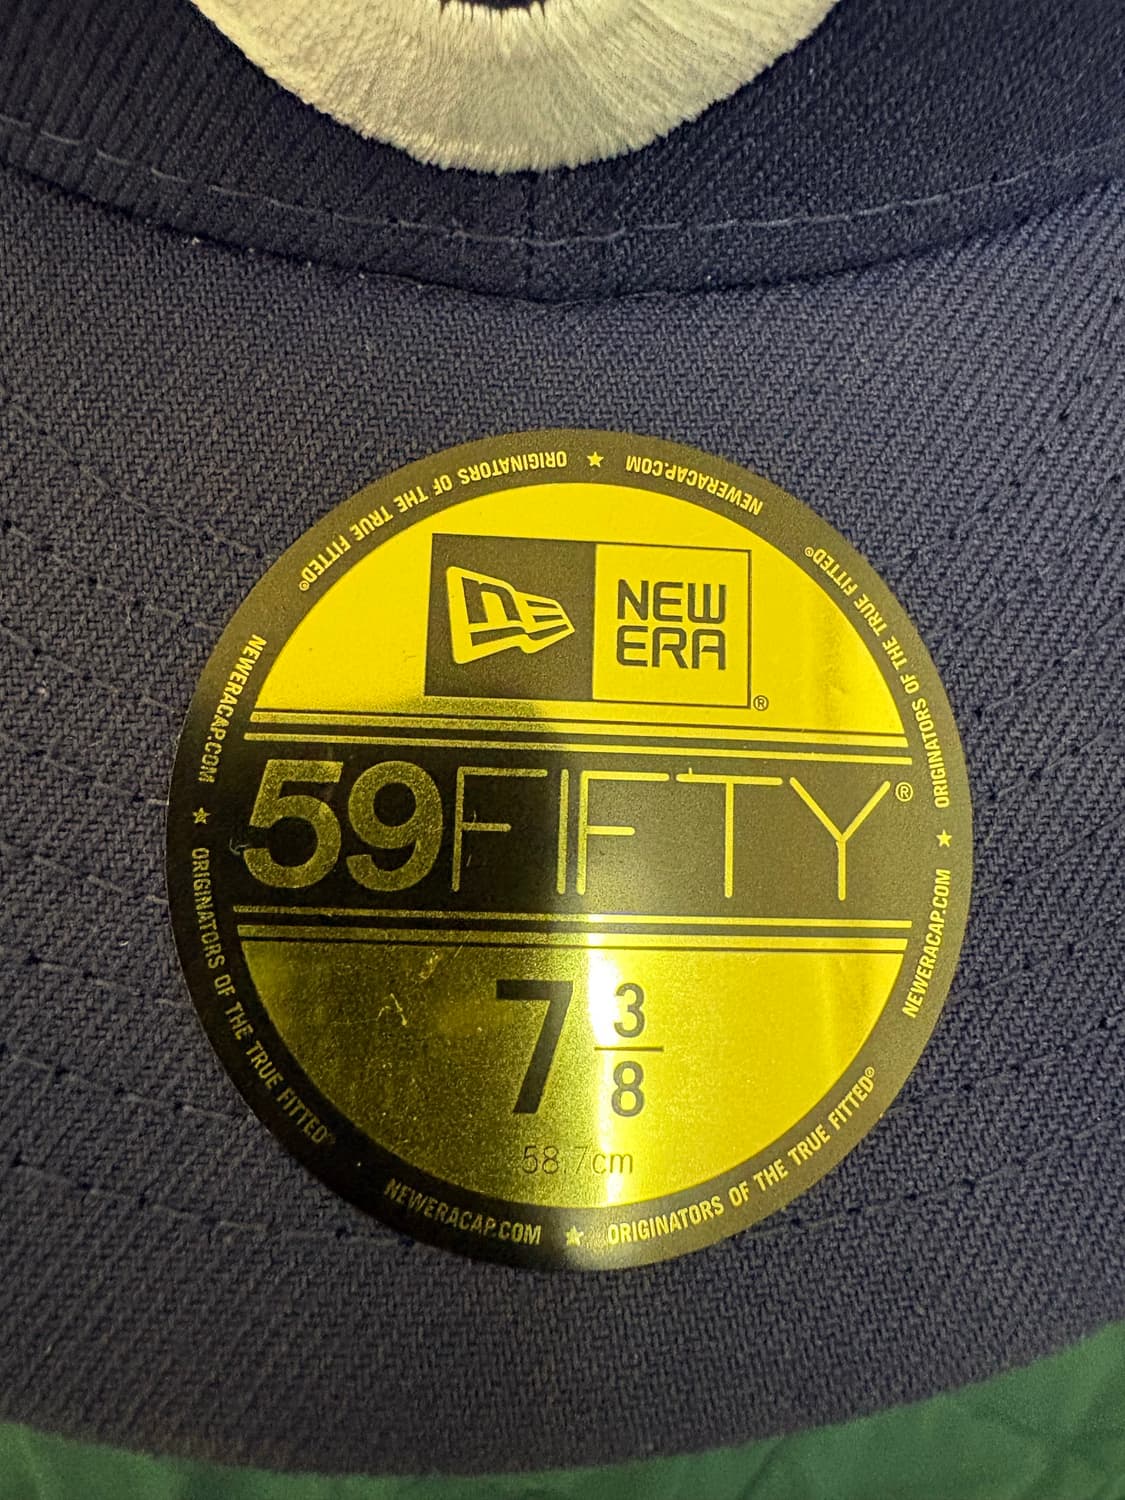 NEW
ERA®
59FIFTY®
7 3/8
58.7cm
NEWERACAP.COM ★ ORIGINATORS OF THE TRUE FITTED®
NEWERACAP.COM ★ ORIGINATORS OF THE TRUE FITTED®
NEWERACAP.COM ★ ORIGINATORS OF THE TRUE FITTED®
NEWERACAP.COM ★ ORIGINATORS OF THE TRUE FITTED®